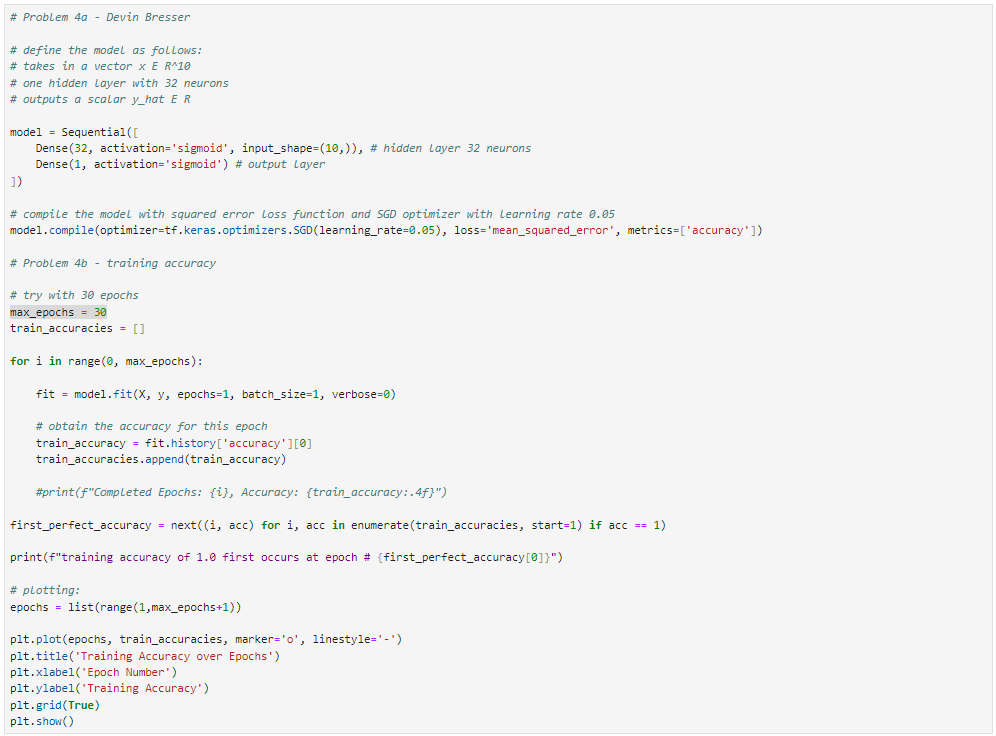 # Problem 4a - Devin Bresser
# define the model as follows:
# takes in a vector x E R^10
# one hidden layer with 32 neurons
# outputs a scalar y_hat E R
model = Sequential([
    Dense(32, activation='sigmoid', input_shape=(10,)), # hidden layer 32 neurons
    Dense(1, activation='sigmoid') # output layer
])
# compile the model with squared error loss function and SGD optimizer with learning rate 0.05
model.compile(optimizer=tf.keras.optimizers.SGD(learning_rate=0.05), loss='mean_squared_error', metrics=['accuracy'])
# Problem 4b - training accuracy
# try with 30 epochs
max_epochs = 30
train_accuracies = []
for i in range(0, max_epochs):
    fit = model.fit(X, y, epochs=1, batch_size=1, verbose=0)
    # obtain the accuracy for this epoch
    train_accuracy = fit.history['accuracy'][0]
    train_accuracies.append(train_accuracy)
    #print(f"Completed Epochs: {i}, Accuracy: {train_accuracy:.4f}")
first_perfect_accuracy = next((i, acc) for i, acc in enumerate(train_accuracies, start=1) if acc == 1)
print(f"training accuracy of 1.0 first occurs at epoch # {first_perfect_accuracy[0]}")
# plotting:
epochs = list(range(1,max_epochs+1))
plt.plot(epochs, train_accuracies, marker='o', linestyle='-')
plt.title('Training Accuracy over Epochs')
plt.xlabel('Epoch Number')
plt.ylabel('Training Accuracy')
plt.grid(True)
plt.show()